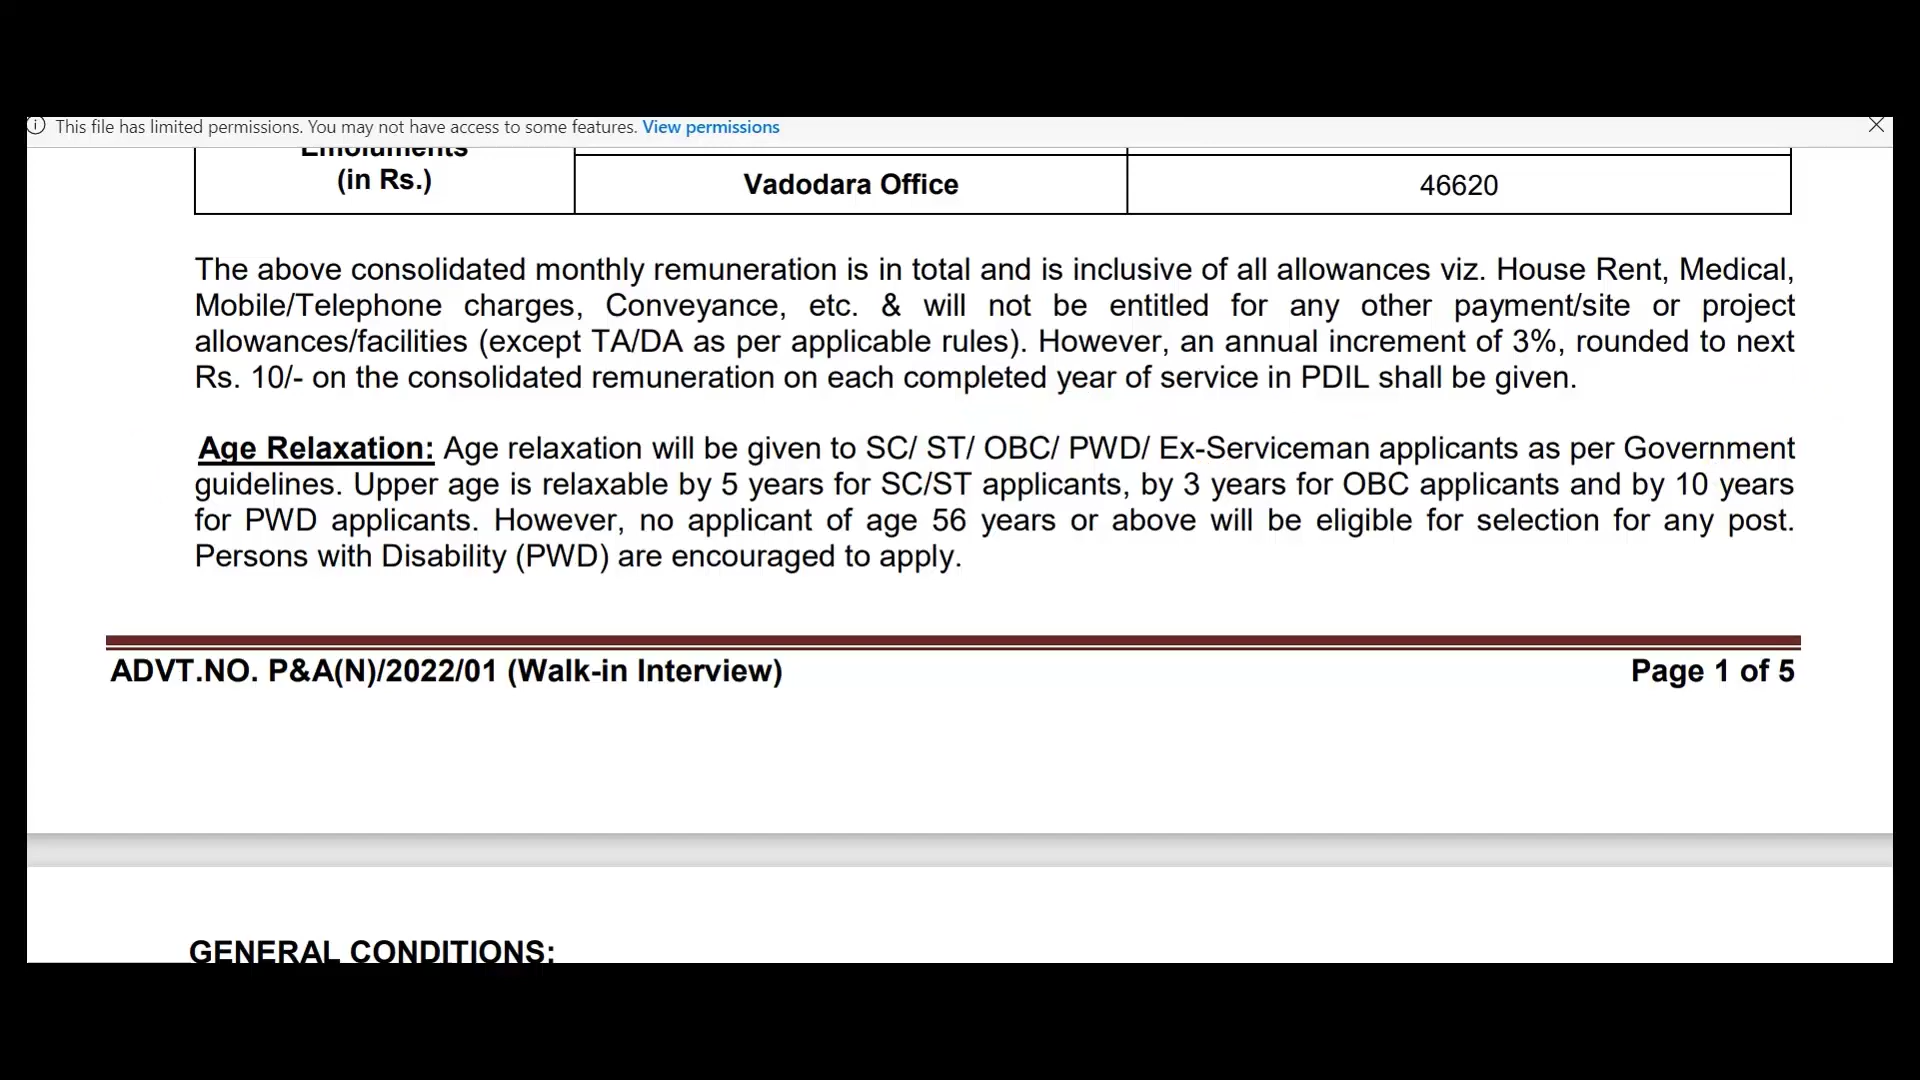 This file has limited permissions. You may not have access to some features. View permissions
Emoluments
(in Rs.)
Vadodara Office
46620
The above consolidated monthly remuneration is in total and is inclusive of all allowances viz. House Rent, Medical,
Mobile/Telephone charges, Conveyance, etc. & will not be entitled for any other payment/site or project
allowances/facilities (except TA/DA as per applicable rules). However, an annual increment of 3%, rounded to next
Rs. 10/- on the consolidated remuneration on each completed year of service in PDIL shall be given.
Age Relaxation: Age relaxation will be given to SC/ ST/ OBC/ PWD/ Ex-Serviceman applicants as per Government
guidelines. Upper age is relaxable by 5 years for SC/ST applicants, by 3 years for OBC applicants and by 10 years
for PWD applicants. However, no applicant of age 56 years or above will be eligible for selection for any post.
Persons with Disability (PWD) are encouraged to apply.
ADVT.NO. P&A(N)/2022/01 (Walk-in Interview)
Page 1 of 5
GENERAL CONDITIONS: